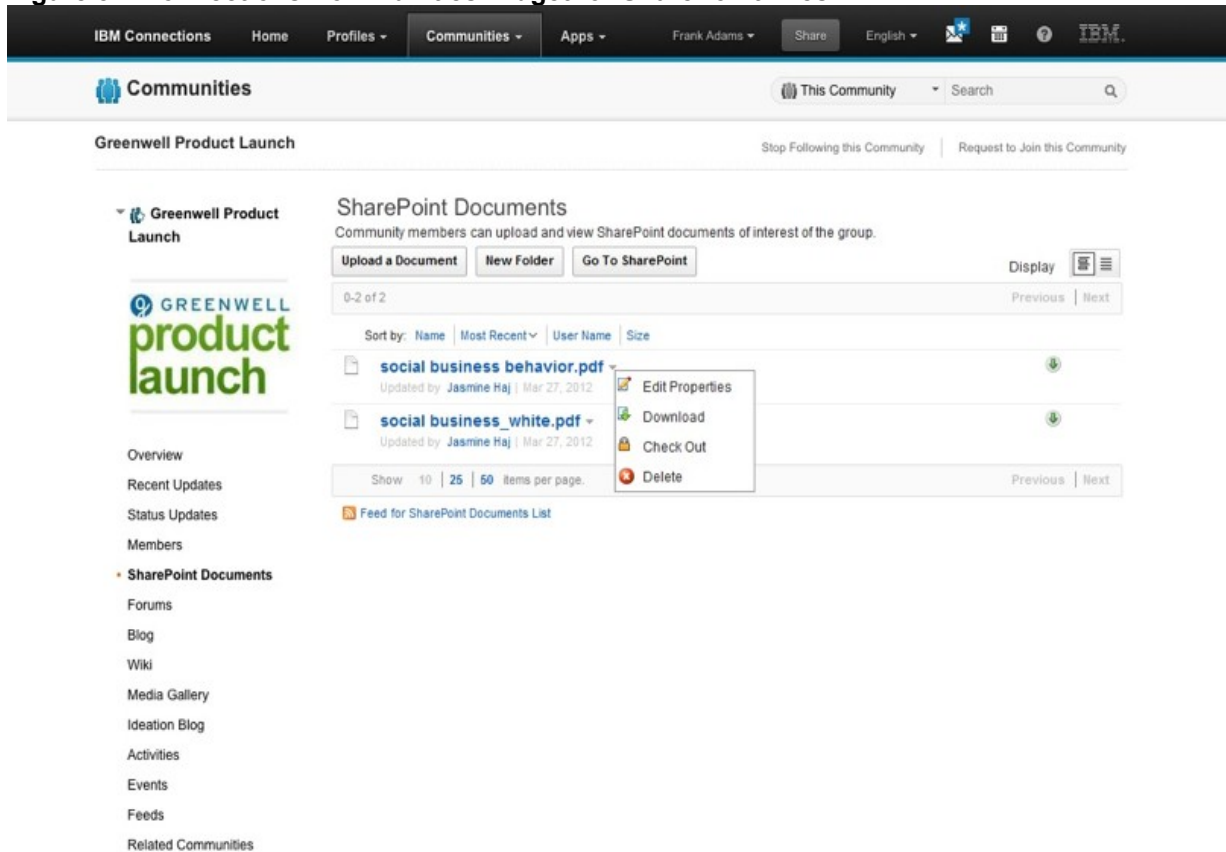 IBM Connections Home Profiles Communities Apps Frank Adams Share English IBM.
Communities This Community Search
Greenwell Product Launch Stop Following this Community | Request to Join this Community
Greenwell Product
Launch
GREENWELL
product
launch
Overview
Recent Updates
Status Updates
Members
SharePoint Documents
Forums
Blog
Wiki
Media Gallery
Ideation Blog
Activities
Events
Feeds
Related Communities
SharePoint Documents
Community members can upload and view SharePoint documents of interest of the group.
Upload a Document New Folder Go To SharePoint Display
0-2 of 2 Previous | Next
Sort by: Name | Most Recent | User Name | Size
social business behavior.pdf
Updated by Jasmine Haj | Mar 27, 2012
Edit Properties
Download
Check Out
Delete
social business_white.pdf
Updated by Jasmine Haj | Mar 27, 2012
Show 10 | 25 | 50 items per page. Previous | Next
Feed for SharePoint Documents List